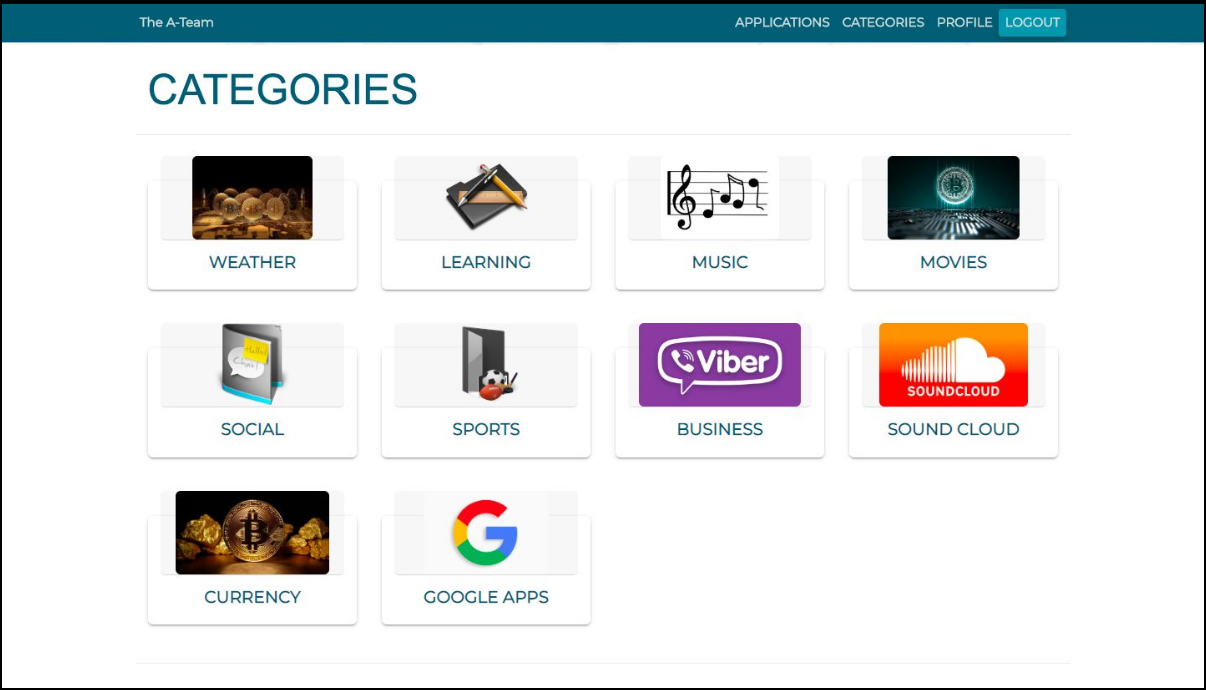 The A-Team
APPLICATIONS CATEGORIES PROFILE LOGOUT
CATEGORIES
WEATHER
LEARNING
MUSIC
MOVIES
Hello!
Viber
SOUNDCLOUD
SOCIAL
SPORTS
BUSINESS
SOUND CLOUD
CURRENCY
GOOGLE APPS